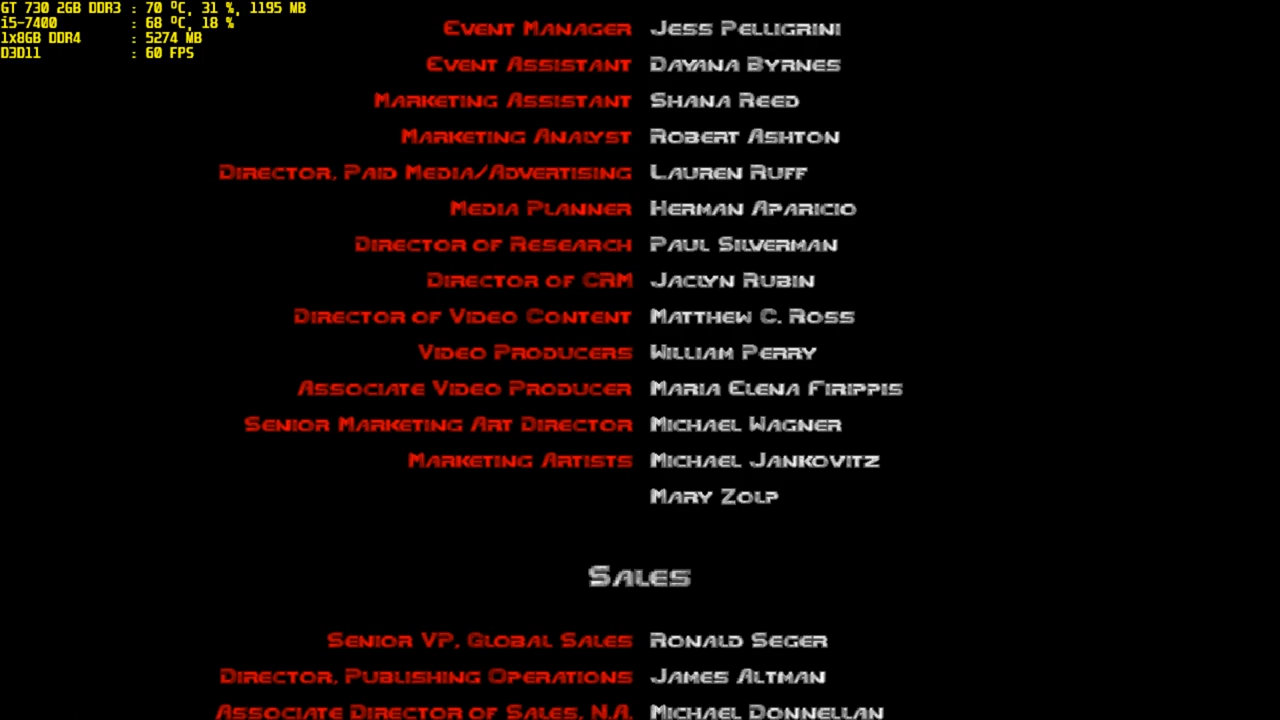 GT 730 2GB DDR3 : 70 ºC, 31 %, 1195 MB
i5-7400 : 68 ºC, 18 %
1x8GB DDR4 : 5274 MB
D3D11 : 60 FPS
Event Manager Jess Pelligrini
Event Assistant Dayana Byrnes
Marketing Assistant Shana Reed
Marketing Analyst Robert Ashton
Director, Paid Media/Advertising Lauren Ruff
Media Planner Herman Aparicio
Director of Research Paul Silverman
Director of CRM Jaclyn Rubin
Director of Video Content Matthew C. Ross
Video Producers William Perry
Associate Video Producer Maria Elena Firippis
Senior Marketing Art Director Michael Wagner
Marketing Artists Michael Jankovitz
Mary Zolp
Sales
Senior VP, Global Sales Ronald Seger
Director, Publishing Operations James Altman
Associate Director of Sales, N.A. Michael Donnellan